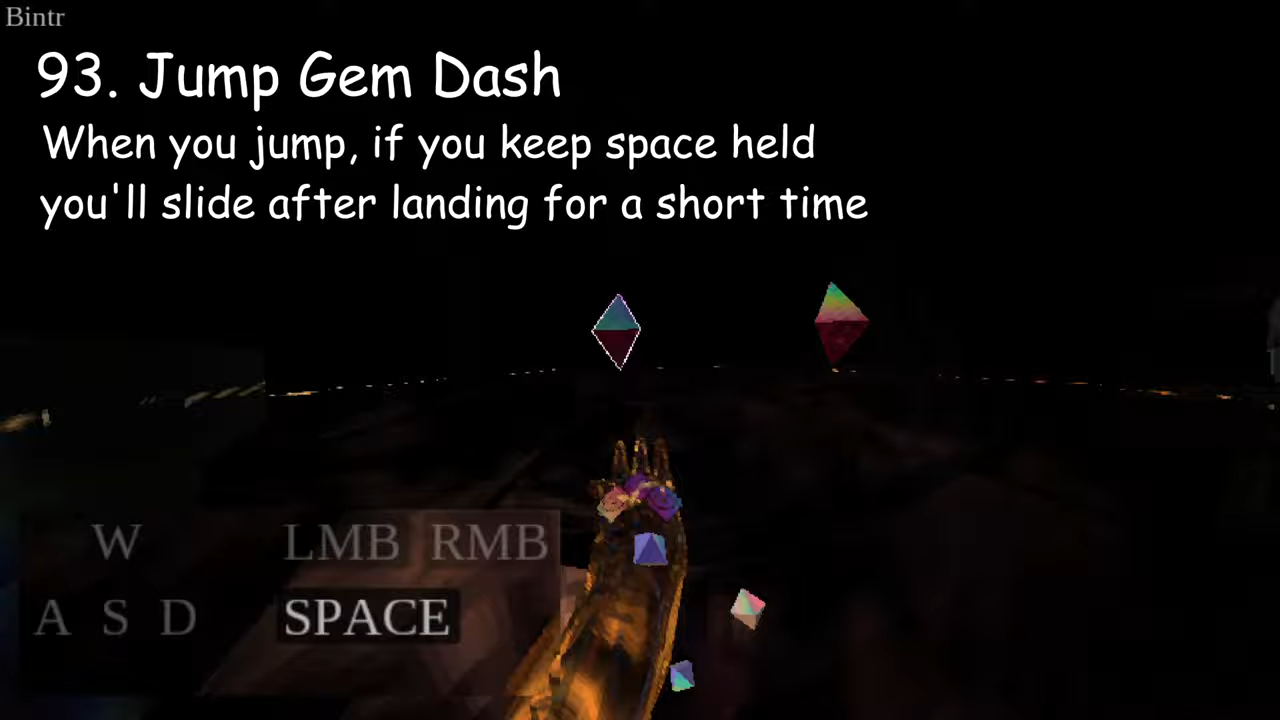 Bintr
93. Jump Gem Dash
When you jump, if you keep space held
you'll slide after landing for a short time
W LMB RMB
A S D SPACE